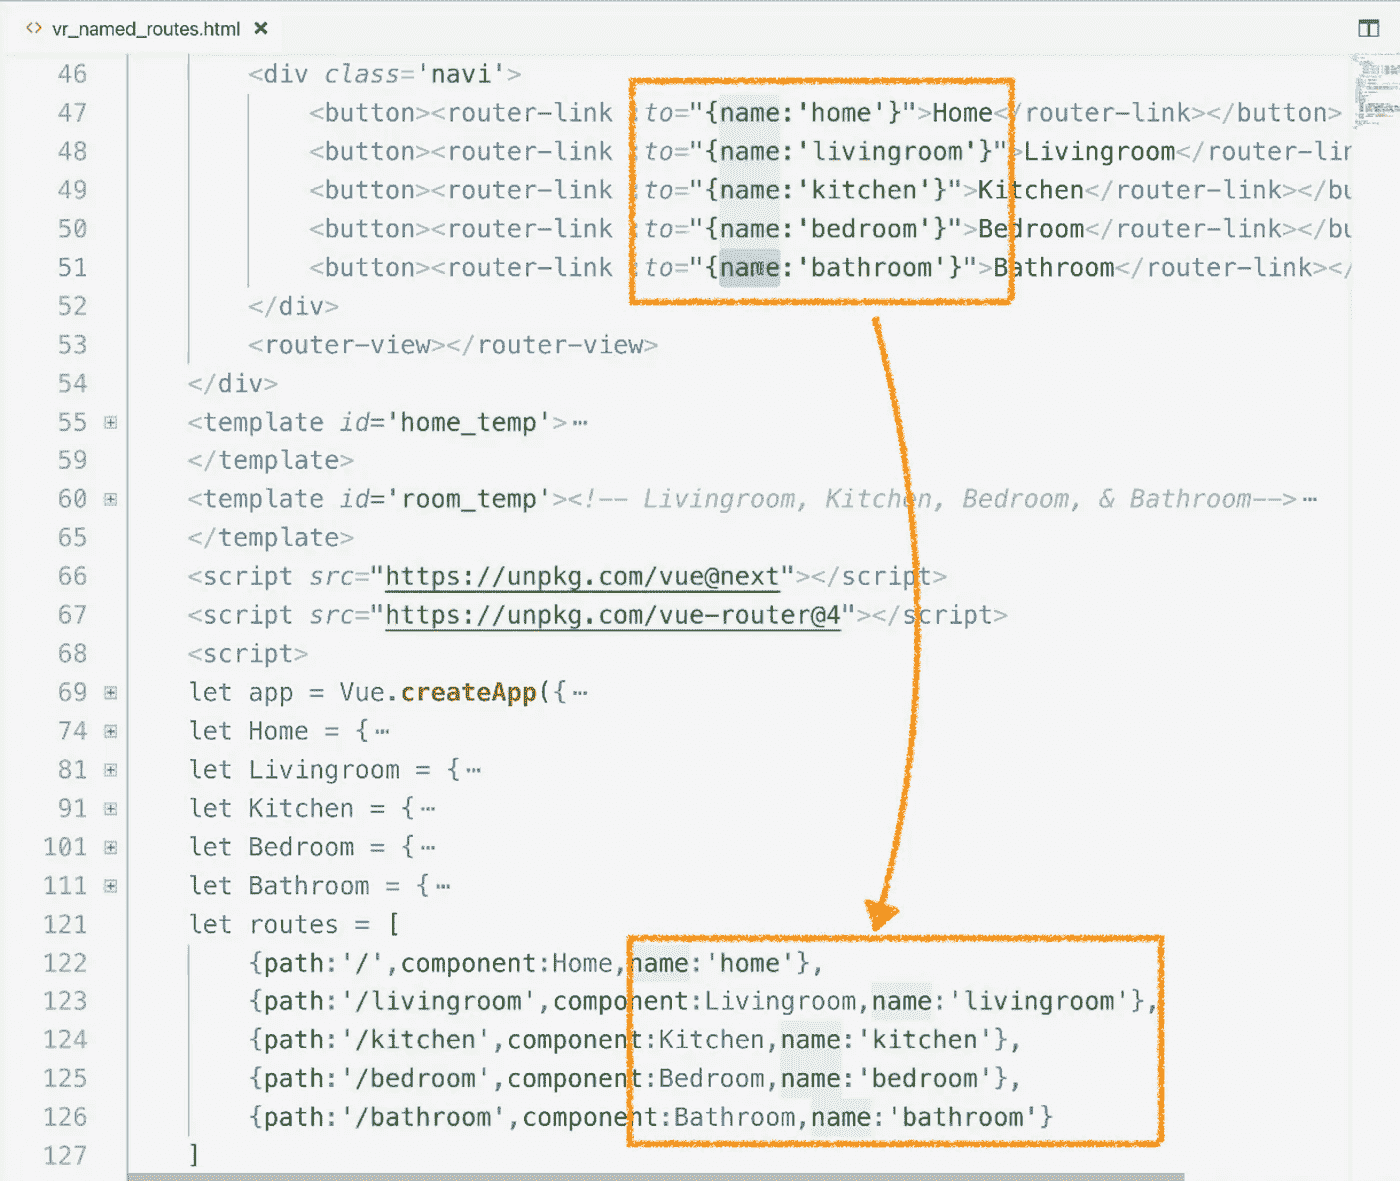 vr_named_routes.html
46 <div class='navi'>
47 <button><router-link :to="{name:'home'}">Home</router-link></button>
48 <button><router-link :to="{name:'livingroom'}">Livingroom</router-lin
49 <button><router-link :to="{name:'kitchen'}">Kitchen</router-link></bu
50 <button><router-link :to="{name:'bedroom'}">Bedroom</router-link></bu
51 <button><router-link :to="{name:'bathroom'}">Bathroom</router-link></
52 </div>
53 <router-view></router-view>
54 </div>
55 <template id='home_temp'>…
59 </template>
60 <template id='room_temp'><!-- Livingroom, Kitchen, Bedroom, & Bathroom-->…
65 </template>
66 <script src="https://unpkg.com/vue@next"></script>
67 <script src="https://unpkg.com/vue-router@4"></script>
68 <script>
69 let app = Vue.createApp({…
74 let Home = {…
81 let Livingroom = {…
91 let Kitchen = {…
101 let Bedroom = {…
111 let Bathroom = {…
121 let routes = [
122 {path:'/',component:Home,name:'home'},
123 {path:'/livingroom',component:Livingroom,name:'livingroom'},
124 {path:'/kitchen',component:Kitchen,name:'kitchen'},
125 {path:'/bedroom',component:Bedroom,name:'bedroom'},
126 {path:'/bathroom',component:Bathroom,name:'bathroom'}
127 ]